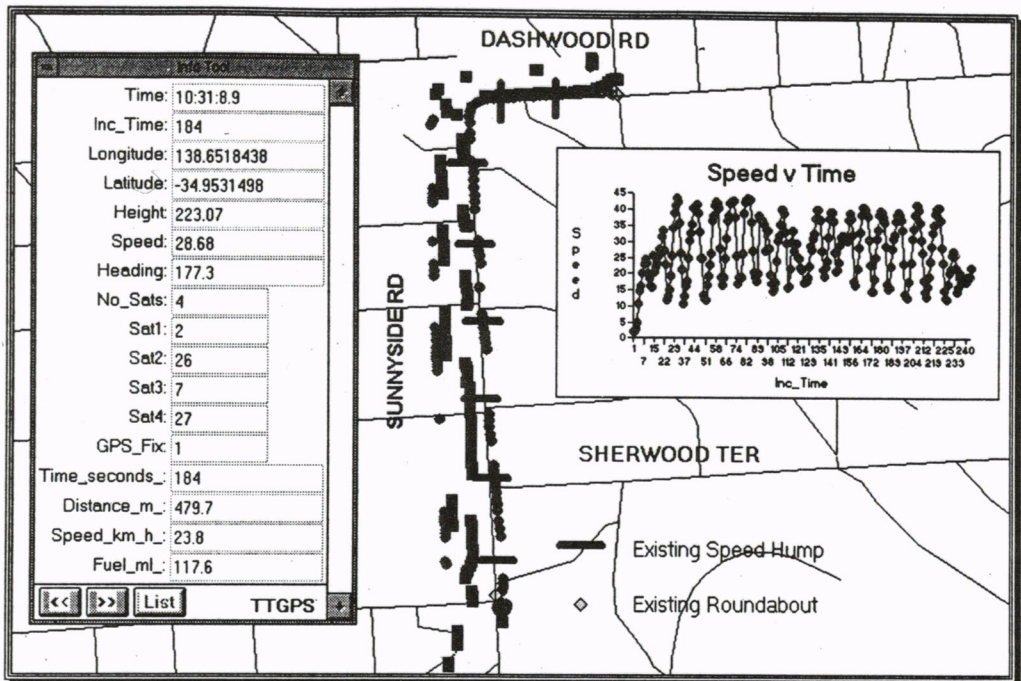 DASHWOOD RD
Info Tool
Time: 10:31:8.9
Inc_Time: 184
Longitude: 138.6518438
Latitude: -34.9531498
Height: 223.07
Speed: 28.68
Heading: 177.3
No_Sats: 4
Sat1: 2
Sat2: 26
Sat3: 7
Sat4: 27
GPS_Fix: 1
Time_seconds_: 184
Distance_m_: 479.7
Speed_km_h_: 23.8
Fuel_ml_: 117.6
<< >> List TTGPS
SUNNYSIDE RD
Speed v Time
Speed
45
40
35
30
25
20
15
10
5
0
1 15 29 44 58 74 89 105 121 135 149 164 180 197 212 225 240
7 22 37 51 66 82 98 112 129 141 156 172 189 204 219 233
Inc_Time
SHERWOOD TER
Existing Speed Hump
Existing Roundabout